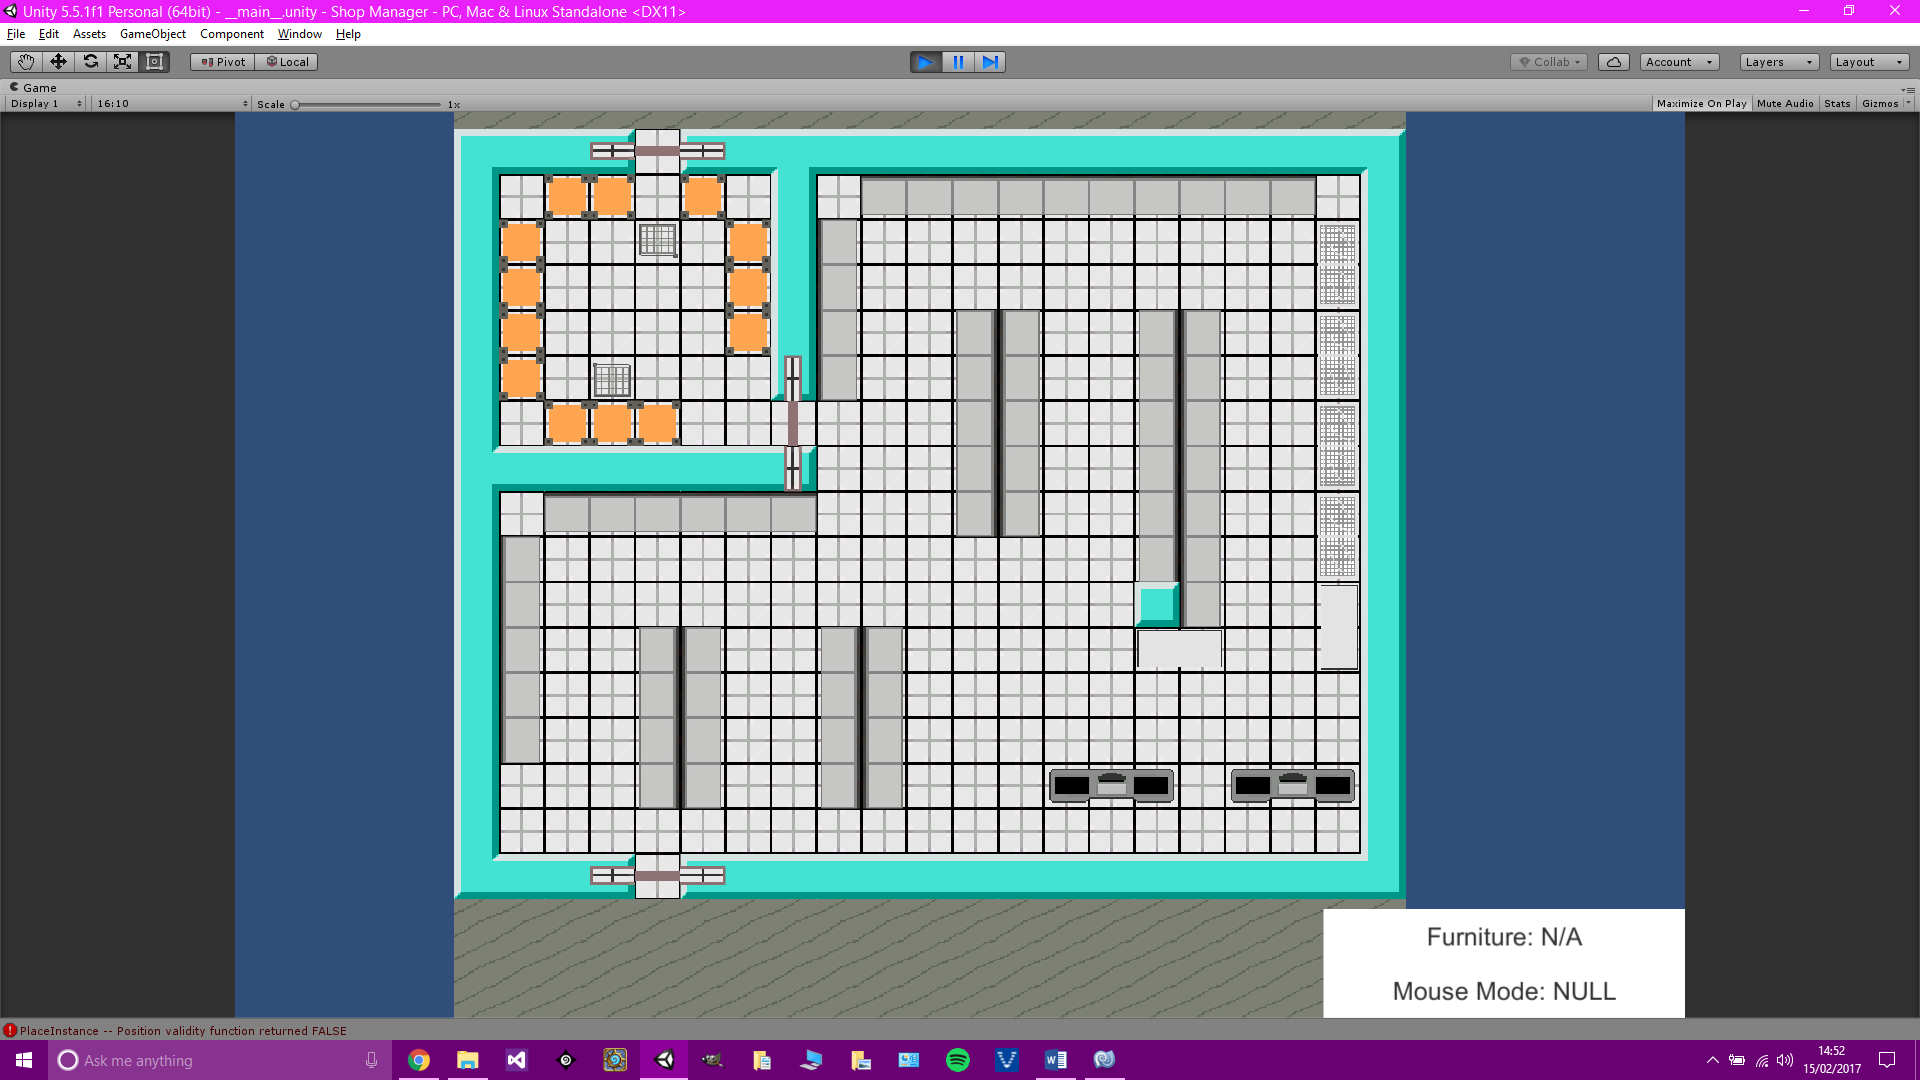 Unity 5.5.1f1 Personal (64bit) - __main__.unity - Shop Manager - PC, Mac & Linux Standalone <DX11>
File Edit Assets GameObject Component Window Help
Pivot Local Collab Account Layers Layout
Game
Display 1 16:10 Scale 1x Maximize On Play Mute Audio Stats Gizmos
Furniture: N/A
Mouse Mode: NULL
PlaceInstance -- Position validity function returned FALSE
Ask me anything
14:52
15/02/2017